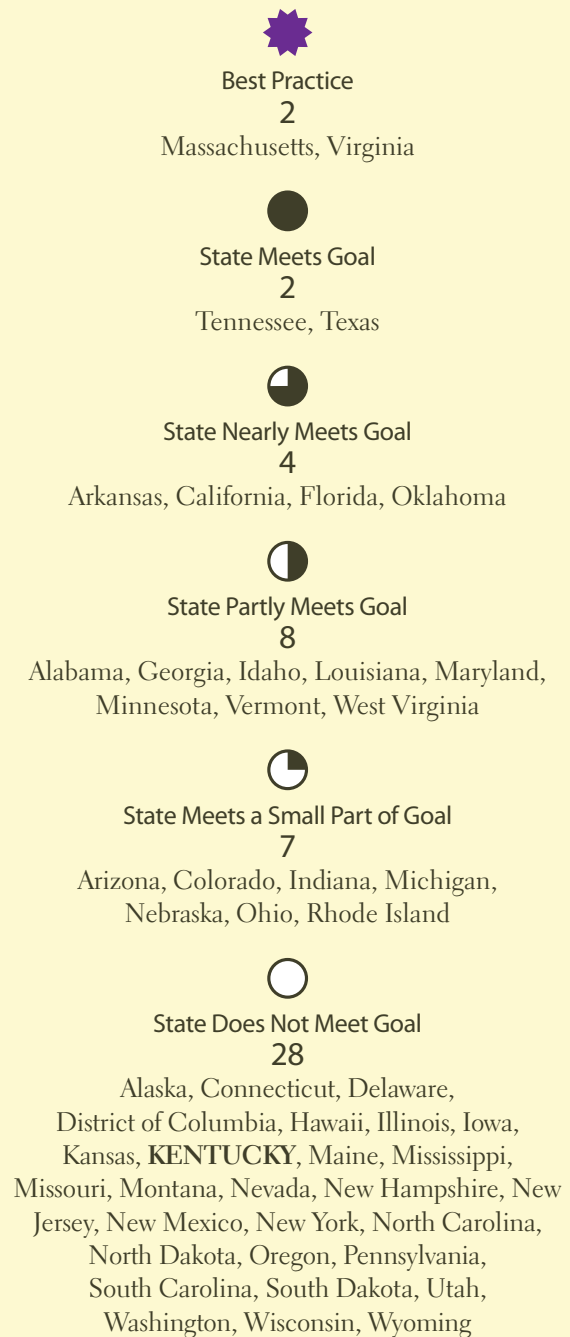 Best Practice
2
Massachusetts, Virginia
State Meets Goal
2
Tennessee, Texas
State Nearly Meets Goal
4
Arkansas, California, Florida, Oklahoma
State Partly Meets Goal
8
Alabama, Georgia, Idaho, Louisiana, Maryland,
Minnesota, Vermont, West Virginia
State Meets a Small Part of Goal
7
Arizona, Colorado, Indiana, Michigan,
Nebraska, Ohio, Rhode Island
State Does Not Meet Goal
28
Alaska, Connecticut, Delaware,
District of Columbia, Hawaii, Illinois, Iowa,
Kansas, KENTUCKY, Maine, Mississippi,
Missouri, Montana, Nevada, New Hampshire, New
Jersey, New Mexico, New York, North Carolina,
North Dakota, Oregon, Pennsylvania,
South Carolina, South Dakota, Utah,
Washington, Wisconsin, Wyoming